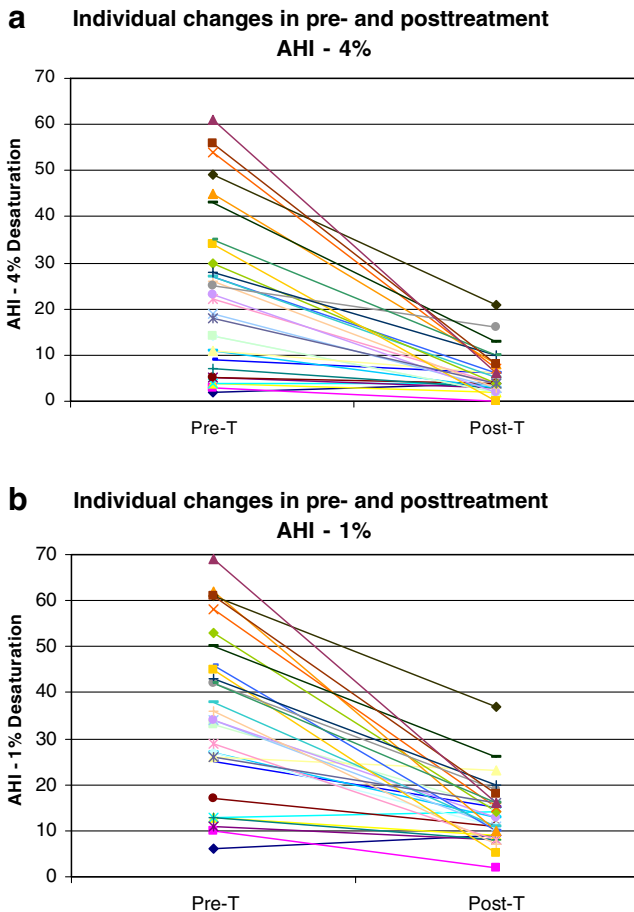 a Individual changes in pre- and posttreatment
AHI - 4%
AHI - 4% Desaturation
70
60
50
40
30
20
10
0
Pre-T Post-T
b Individual changes in pre- and posttreatment
AHI - 1%
AHI - 1% Desaturation
70
60
50
40
30
20
10
0
Pre-T Post-T